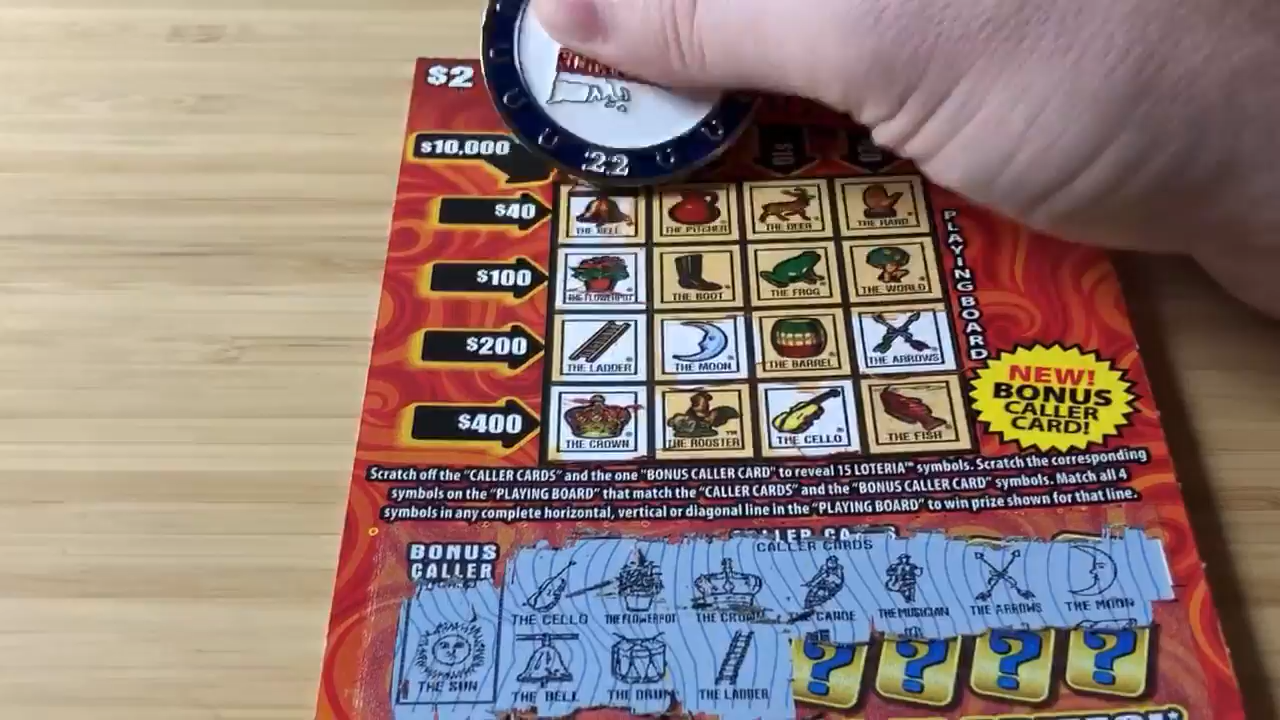 $2
22
$10,000
$10
$40
THE BELL
THE PITCHER
THE DEER
THE HAND
$100
THE FLOWERPOT
THE BOOT
THE FROG
THE WORLD
$200
THE LADDER
THE MOON
THE BARREL
THE ARROWS
$400
THE CROWN
THE ROOSTER
THE CELLO
THE FISH
PLAYING BOARD
NEW!
BONUS
CALLER
CARD!
Scratch off the "CALLER CARDS" and the one "BONUS CALLER CARD" to reveal 15 LOTERIA™ symbols. Scratch the corresponding
symbols on the "PLAYING BOARD" that match the "CALLER CARDS" and the "BONUS CALLER CARD" symbols. Match all 4
symbols in any complete horizontal, vertical or diagonal line in the "PLAYING BOARD" to win prize shown for that line.
BONUS
CALLER
CALLER CARDS
THE CELLO
THE FLOWERPOT
THE CROWN
THE CANOE
THE MUSICIAN
THE ARROWS
THE MOON
THE SUN
THE BELL
THE DRUM
THE LADDER
? ? ? ?